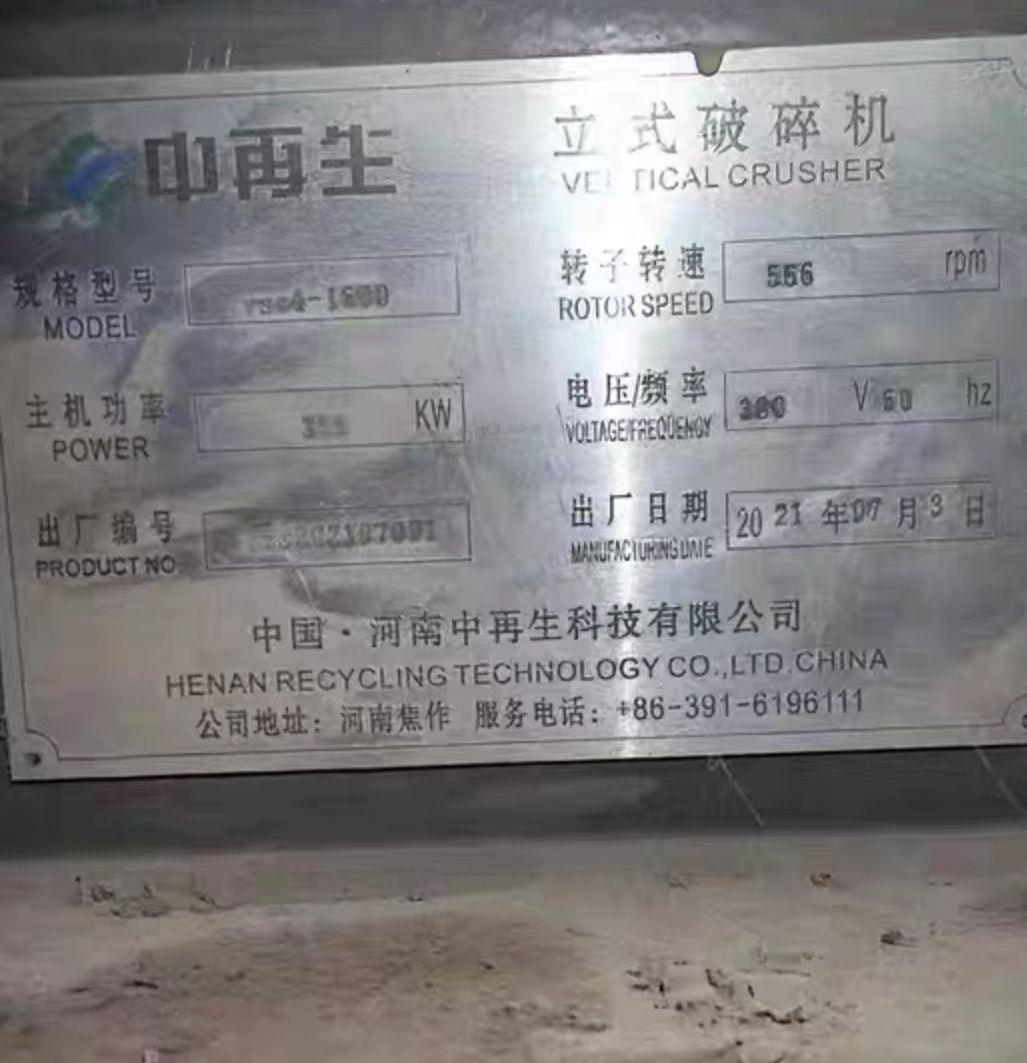 中再生
立式破碎机
VERTICAL CRUSHER
规格型号
MODEL
转子转速 556 rpm
ROTOR SPEED
主机功率 KW
POWER
电压/频率 380 V 50 hz
VOLTAGE/FREQUENCY
出厂编号
PRODUCT NO
出厂日期 2021年07月3日
MANUFACTURING DATE
中国·河南中再生科技有限公司
HENAN RECYCLING TECHNOLOGY CO.,LTD.CHINA
公司地址：河南焦作 服务电话：+86-391-6196111